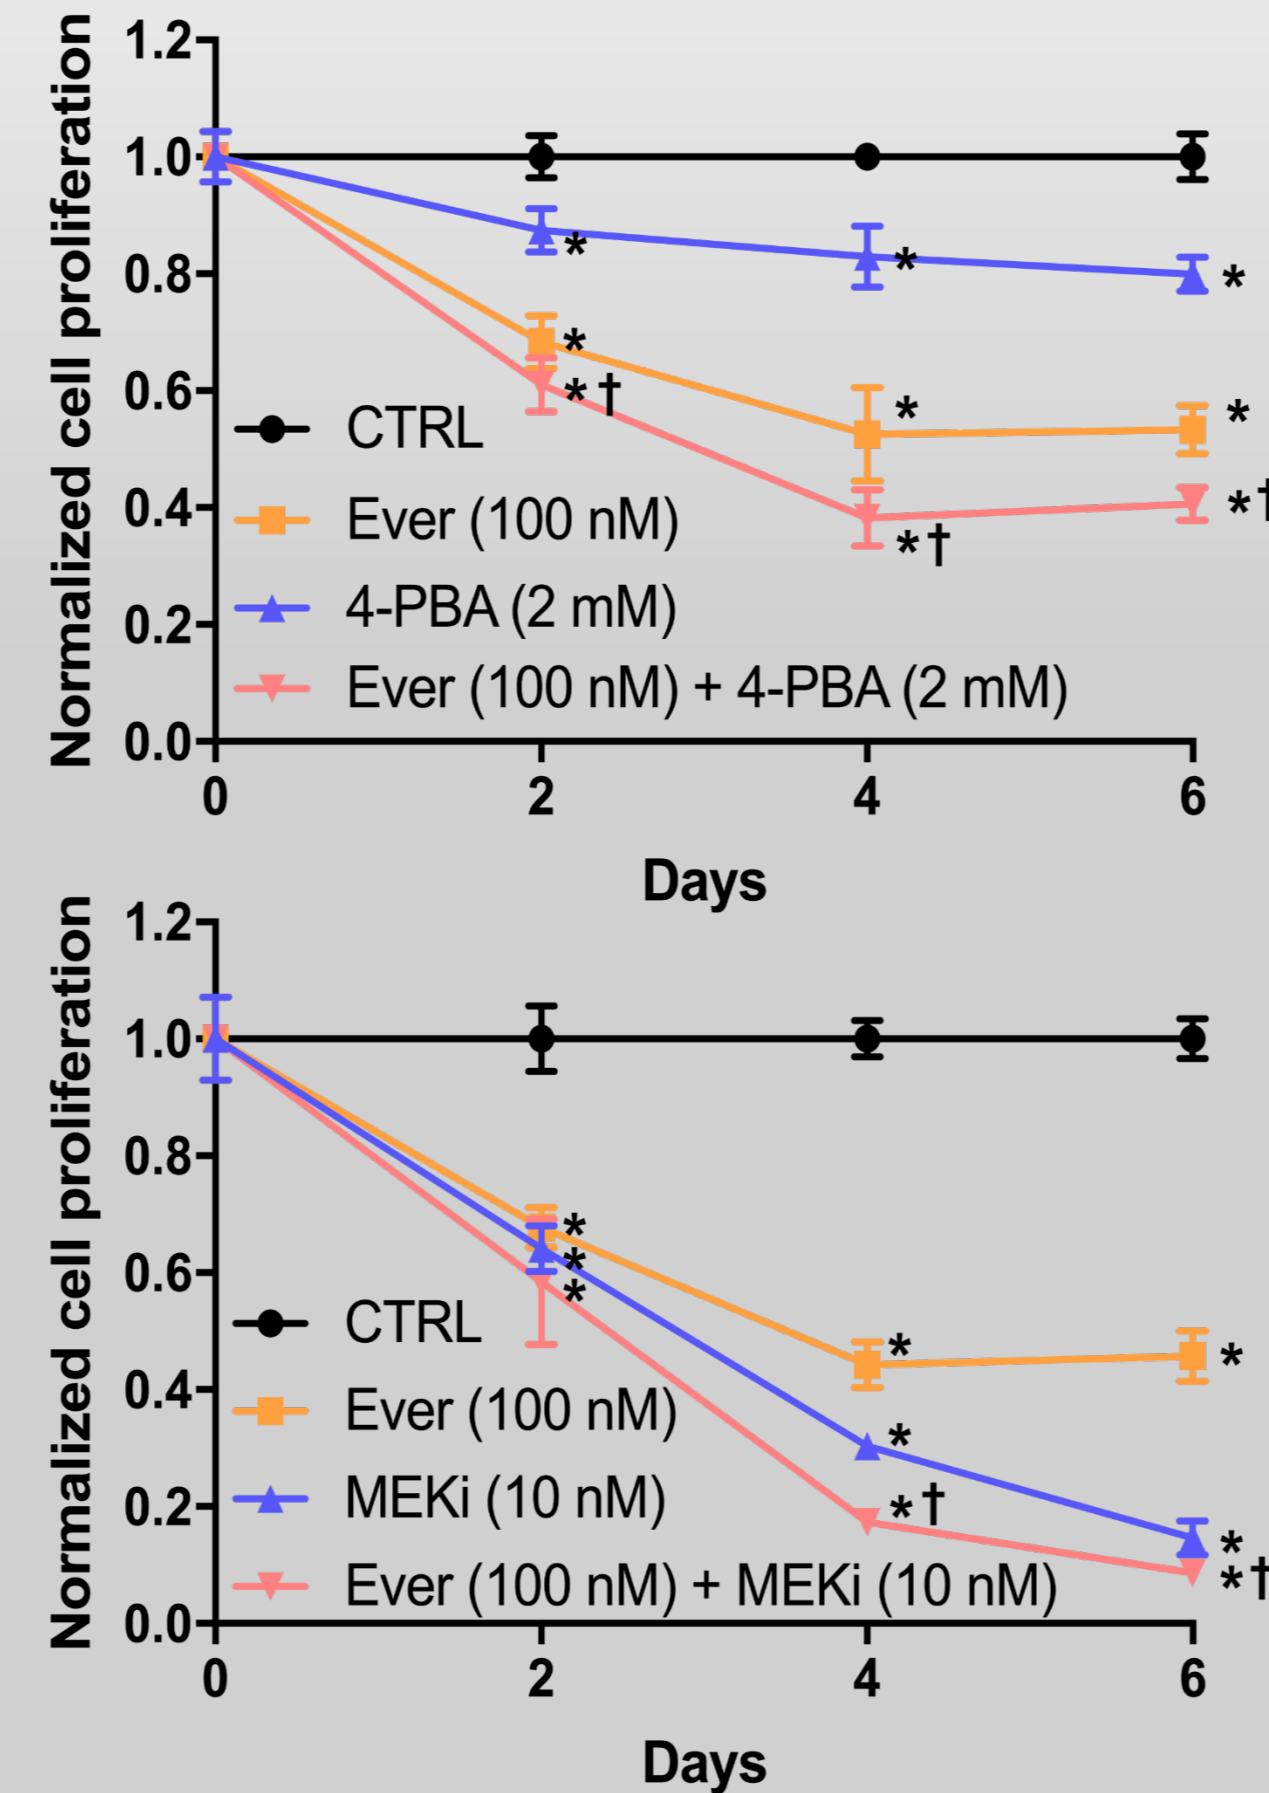 Normalized cell proliferation
1.2
1.0
0.8
0.6
0.4
0.2
0.0
*
*
*
*
*
*
*†
*†
*†
CTRL
Ever (100 nM)
4-PBA (2 mM)
Ever (100 nM) + 4-PBA (2 mM)
0 2 4 6
Days
Normalized cell proliferation
1.2
1.0
0.8
0.6
0.4
0.2
0.0
*
*
*
*
*
*
*†
*
*†
CTRL
Ever (100 nM)
MEKi (10 nM)
Ever (100 nM) + MEKi (10 nM)
0 2 4 6
Days